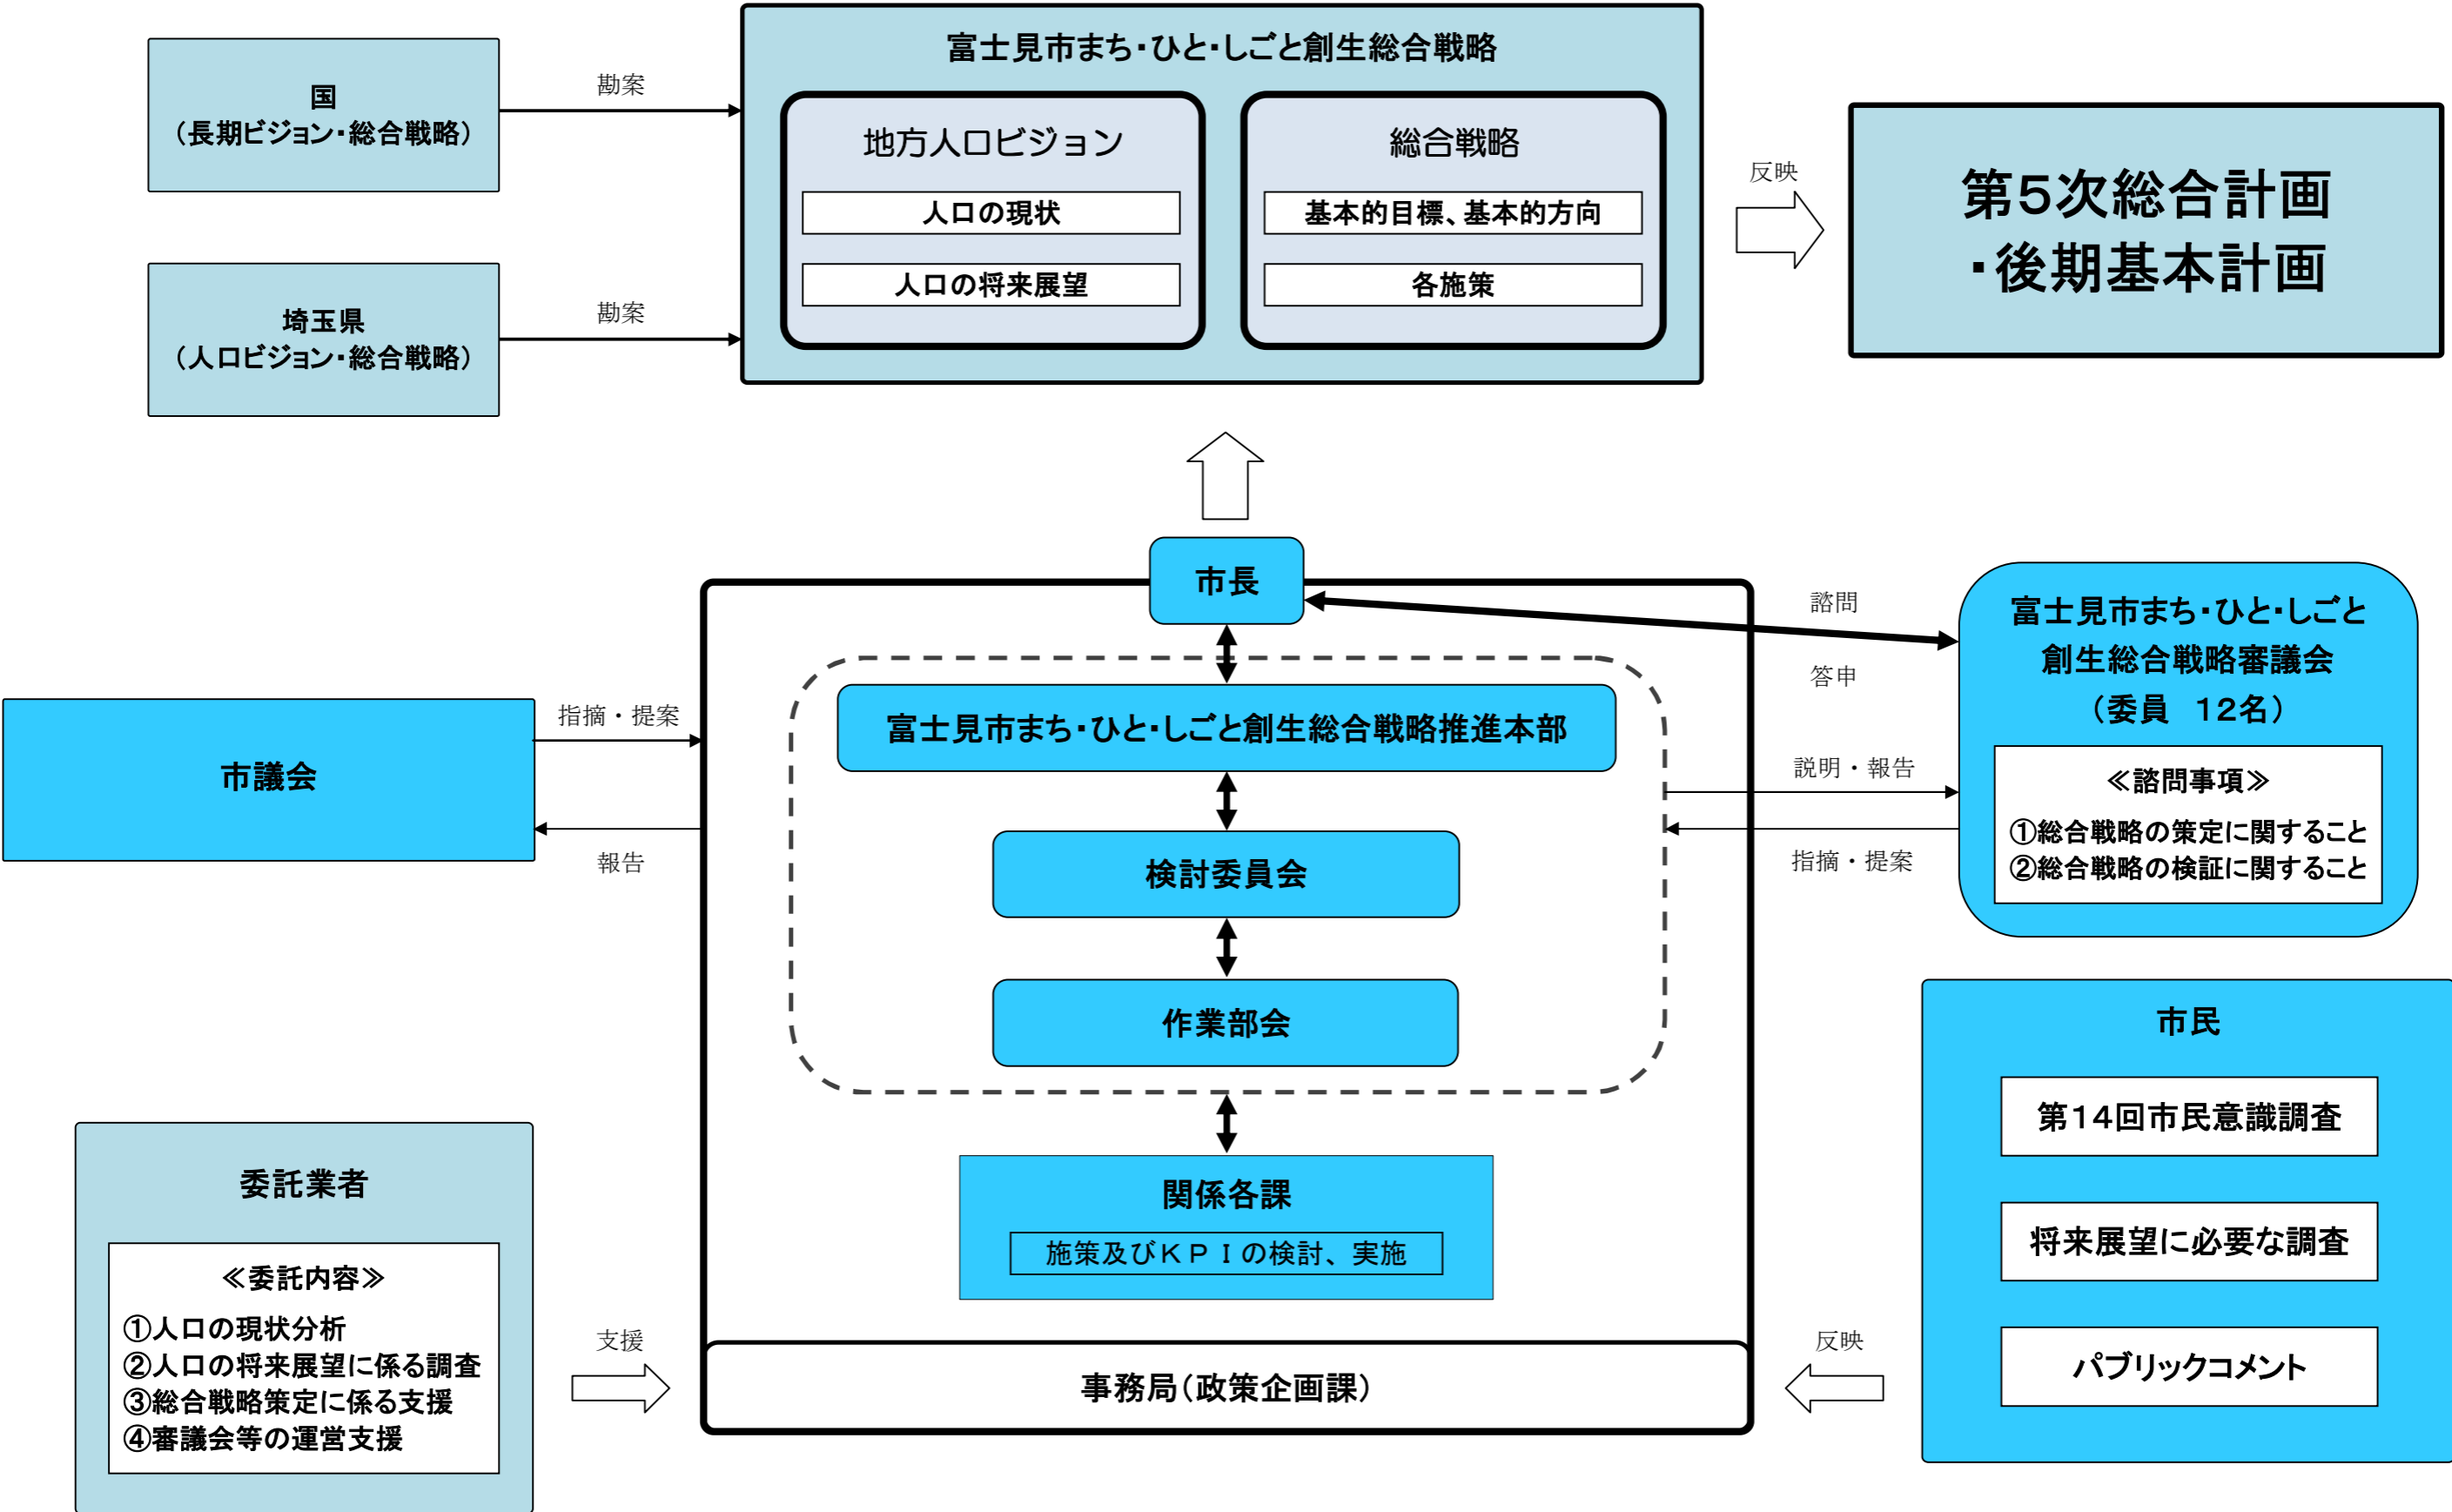 国
（長期ビジョン・総合戦略）
勘案
埼玉県
（人口ビジョン・総合戦略）
勘案
富士見市まち・ひと・しごと創生総合戦略
地方人口ビジョン
人口の現状
人口の将来展望
総合戦略
基本的目標、基本的方向
各施策
反映
第５次総合計画
・後期基本計画
市長
富士見市まち・ひと・しごと創生総合戦略推進本部
検討委員会
作業部会
関係各課
施策及びＫＰＩの検討、実施
事務局（政策企画課）
市議会
指摘・提案
報告
諮問
答申
説明・報告
指摘・提案
富士見市まち・ひと・しごと
創生総合戦略審議会
（委員　１２名）
≪諮問事項≫
①総合戦略の策定に関すること
②総合戦略の検証に関すること
委託業者
≪委託内容≫
①人口の現状分析
②人口の将来展望に係る調査
③総合戦略策定に係る支援
④審議会等の運営支援
支援
反映
市民
第１４回市民意識調査
将来展望に必要な調査
パブリックコメント